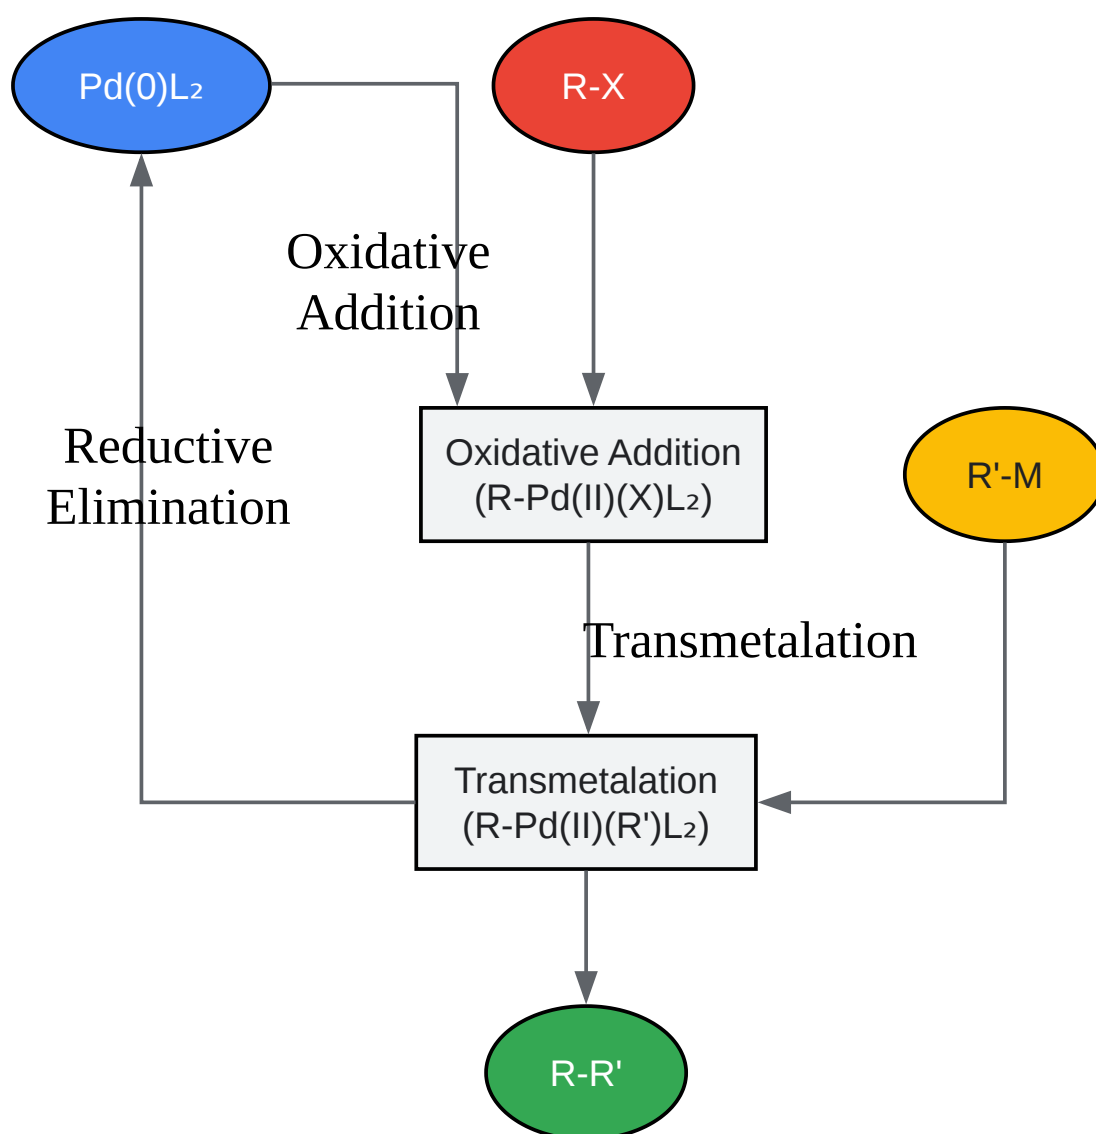 Pd(0)L₂
R-X
Oxidative
Addition
Reductive
Elimination
Oxidative Addition
(R-Pd(II)(X)L₂)
R'-M
Transmetalation
Transmetalation
(R-Pd(II)(R')L₂)
R-R'